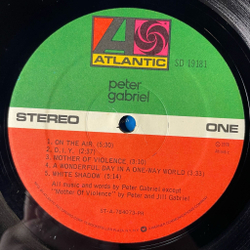 ATLANTIC
SD 19181
peter
gabriel
STEREO
ONE
1. ON THE AIR (5:30)
2. D.I.Y. (2:37)
3. MOTHER OF VIOLENCE (3:10)
4. A WONDERFUL DAY IN A ONE-WAY WORLD (3:33)
5. WHITE SHADOW (5:14)
All songs and words by Peter Gabriel except
"Mother Of Violence" by Peter and Jill Gabriel